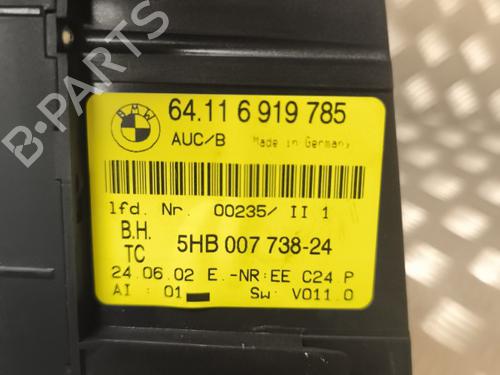 B-PARTS
BMW
64.11 6 919 785
AUC/B Made in Germany
lfd. Nr. 00235/ II 1
B.H.
TC 5HB 007 738-24
24.06.02 E.-NR:EE C24.P
AI : 01 Sw: V011.0